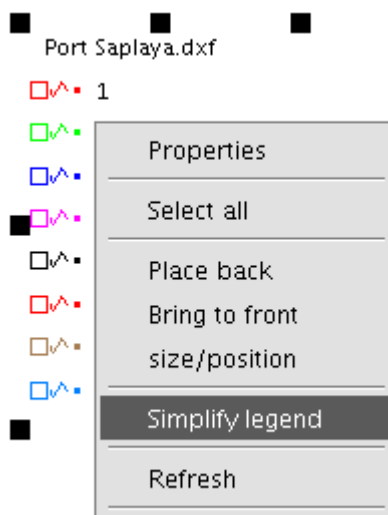 Port Saplaya.dxf
1
Properties
Select all
Place back
Bring to front
size/position
Simplify legend
Refresh